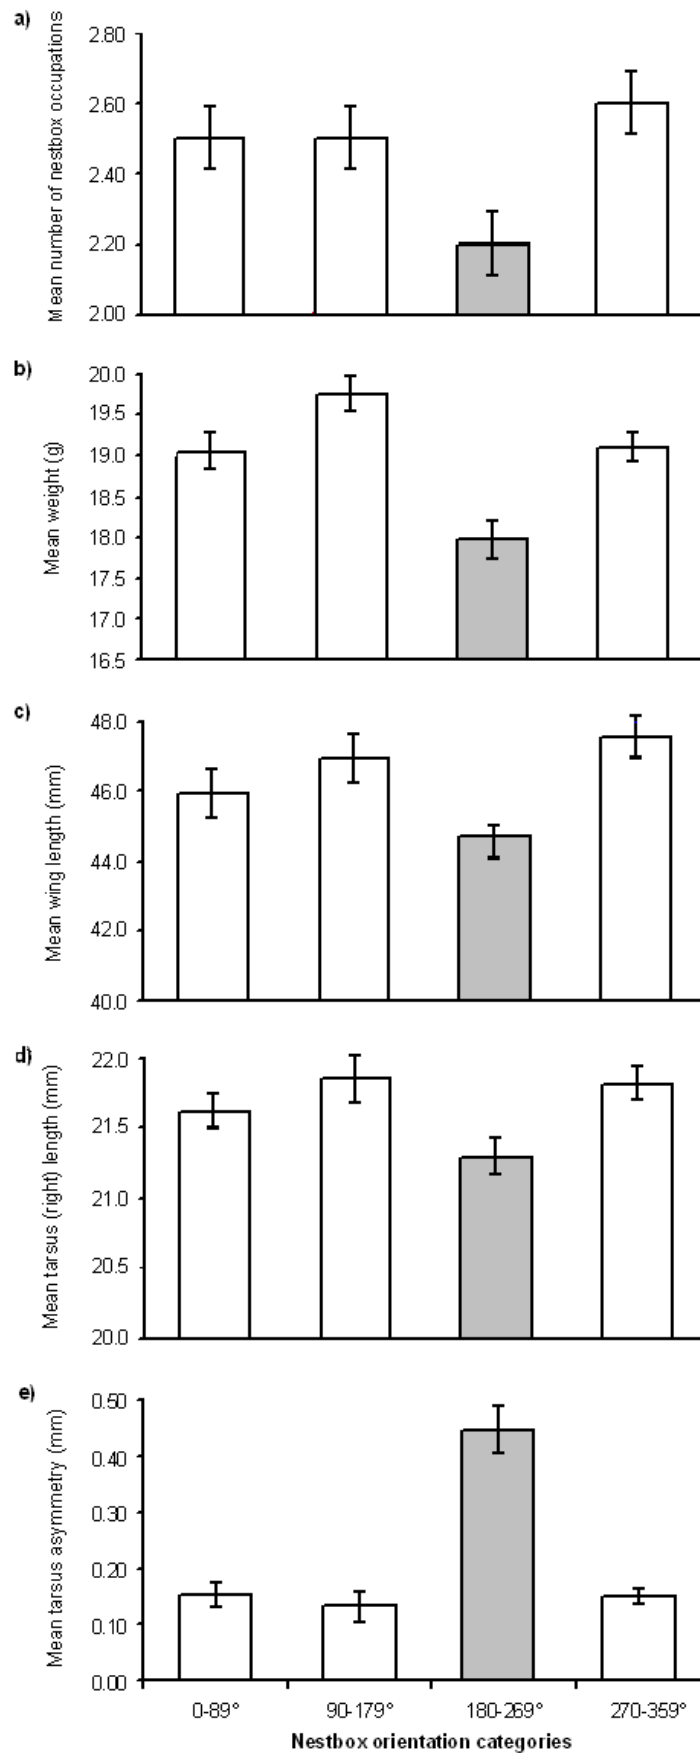 a)
Mean number of nestbox occupations
2.80
2.60
2.40
2.20
2.00
b)
Mean weight (g)
20.0
19.5
19.0
18.5
18.0
17.5
17.0
16.5
c)
Mean wing length (mm)
48.0
46.0
44.0
42.0
40.0
d)
Mean tarsus (right) length (mm)
22.0
21.5
21.0
20.5
20.0
e)
Mean tarsus asymmetry (mm)
0.50
0.40
0.30
0.20
0.10
0.00
0-89° 90-179° 180-269° 270-359°
Nestbox orientation categories